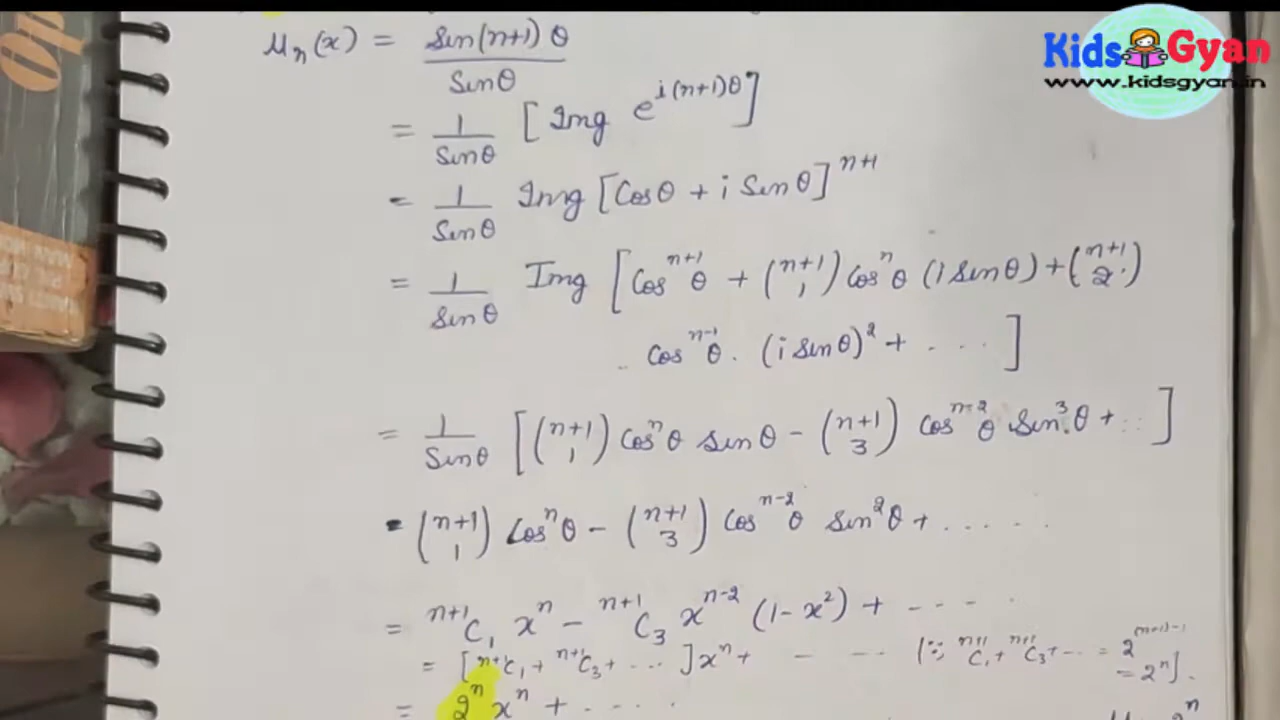 Kids Gyan
www.kidsgyan.in
u_n(x) = Sin(n+1)θ / Sinθ
= 1/Sinθ [Img e^{i(n+1)θ}]
= 1/Sinθ Img [Cosθ + i Sinθ]^{n+1}
= 1/Sinθ Img [Cos^{n+1}θ + (n+1 1) Cos^nθ (i Sinθ) + (n+1 2).
Cos^{n-1}θ. (i Sinθ)^2 + ....]
= 1/Sinθ [(n+1 1) Cos^nθ Sinθ - (n+1 3) Cos^{n-2}θ Sin^3θ + ...]
= (n+1 1) Cos^nθ - (n+1 3) Cos^{n-2}θ Sin^2θ + .....
= ^{n+1}C_1 x^n - ^{n+1}C_3 x^{n-2} (1-x^2) + ....
= [^{n+1}C_1 + ^{n+1}C_3 + ...]x^n + - ... (∵ ^{n+1}C_1 + ^{n+1}C_3 + ... = 2^{(n+1)-1}
= 2^n].
= 2^n x^n + .....
2^n